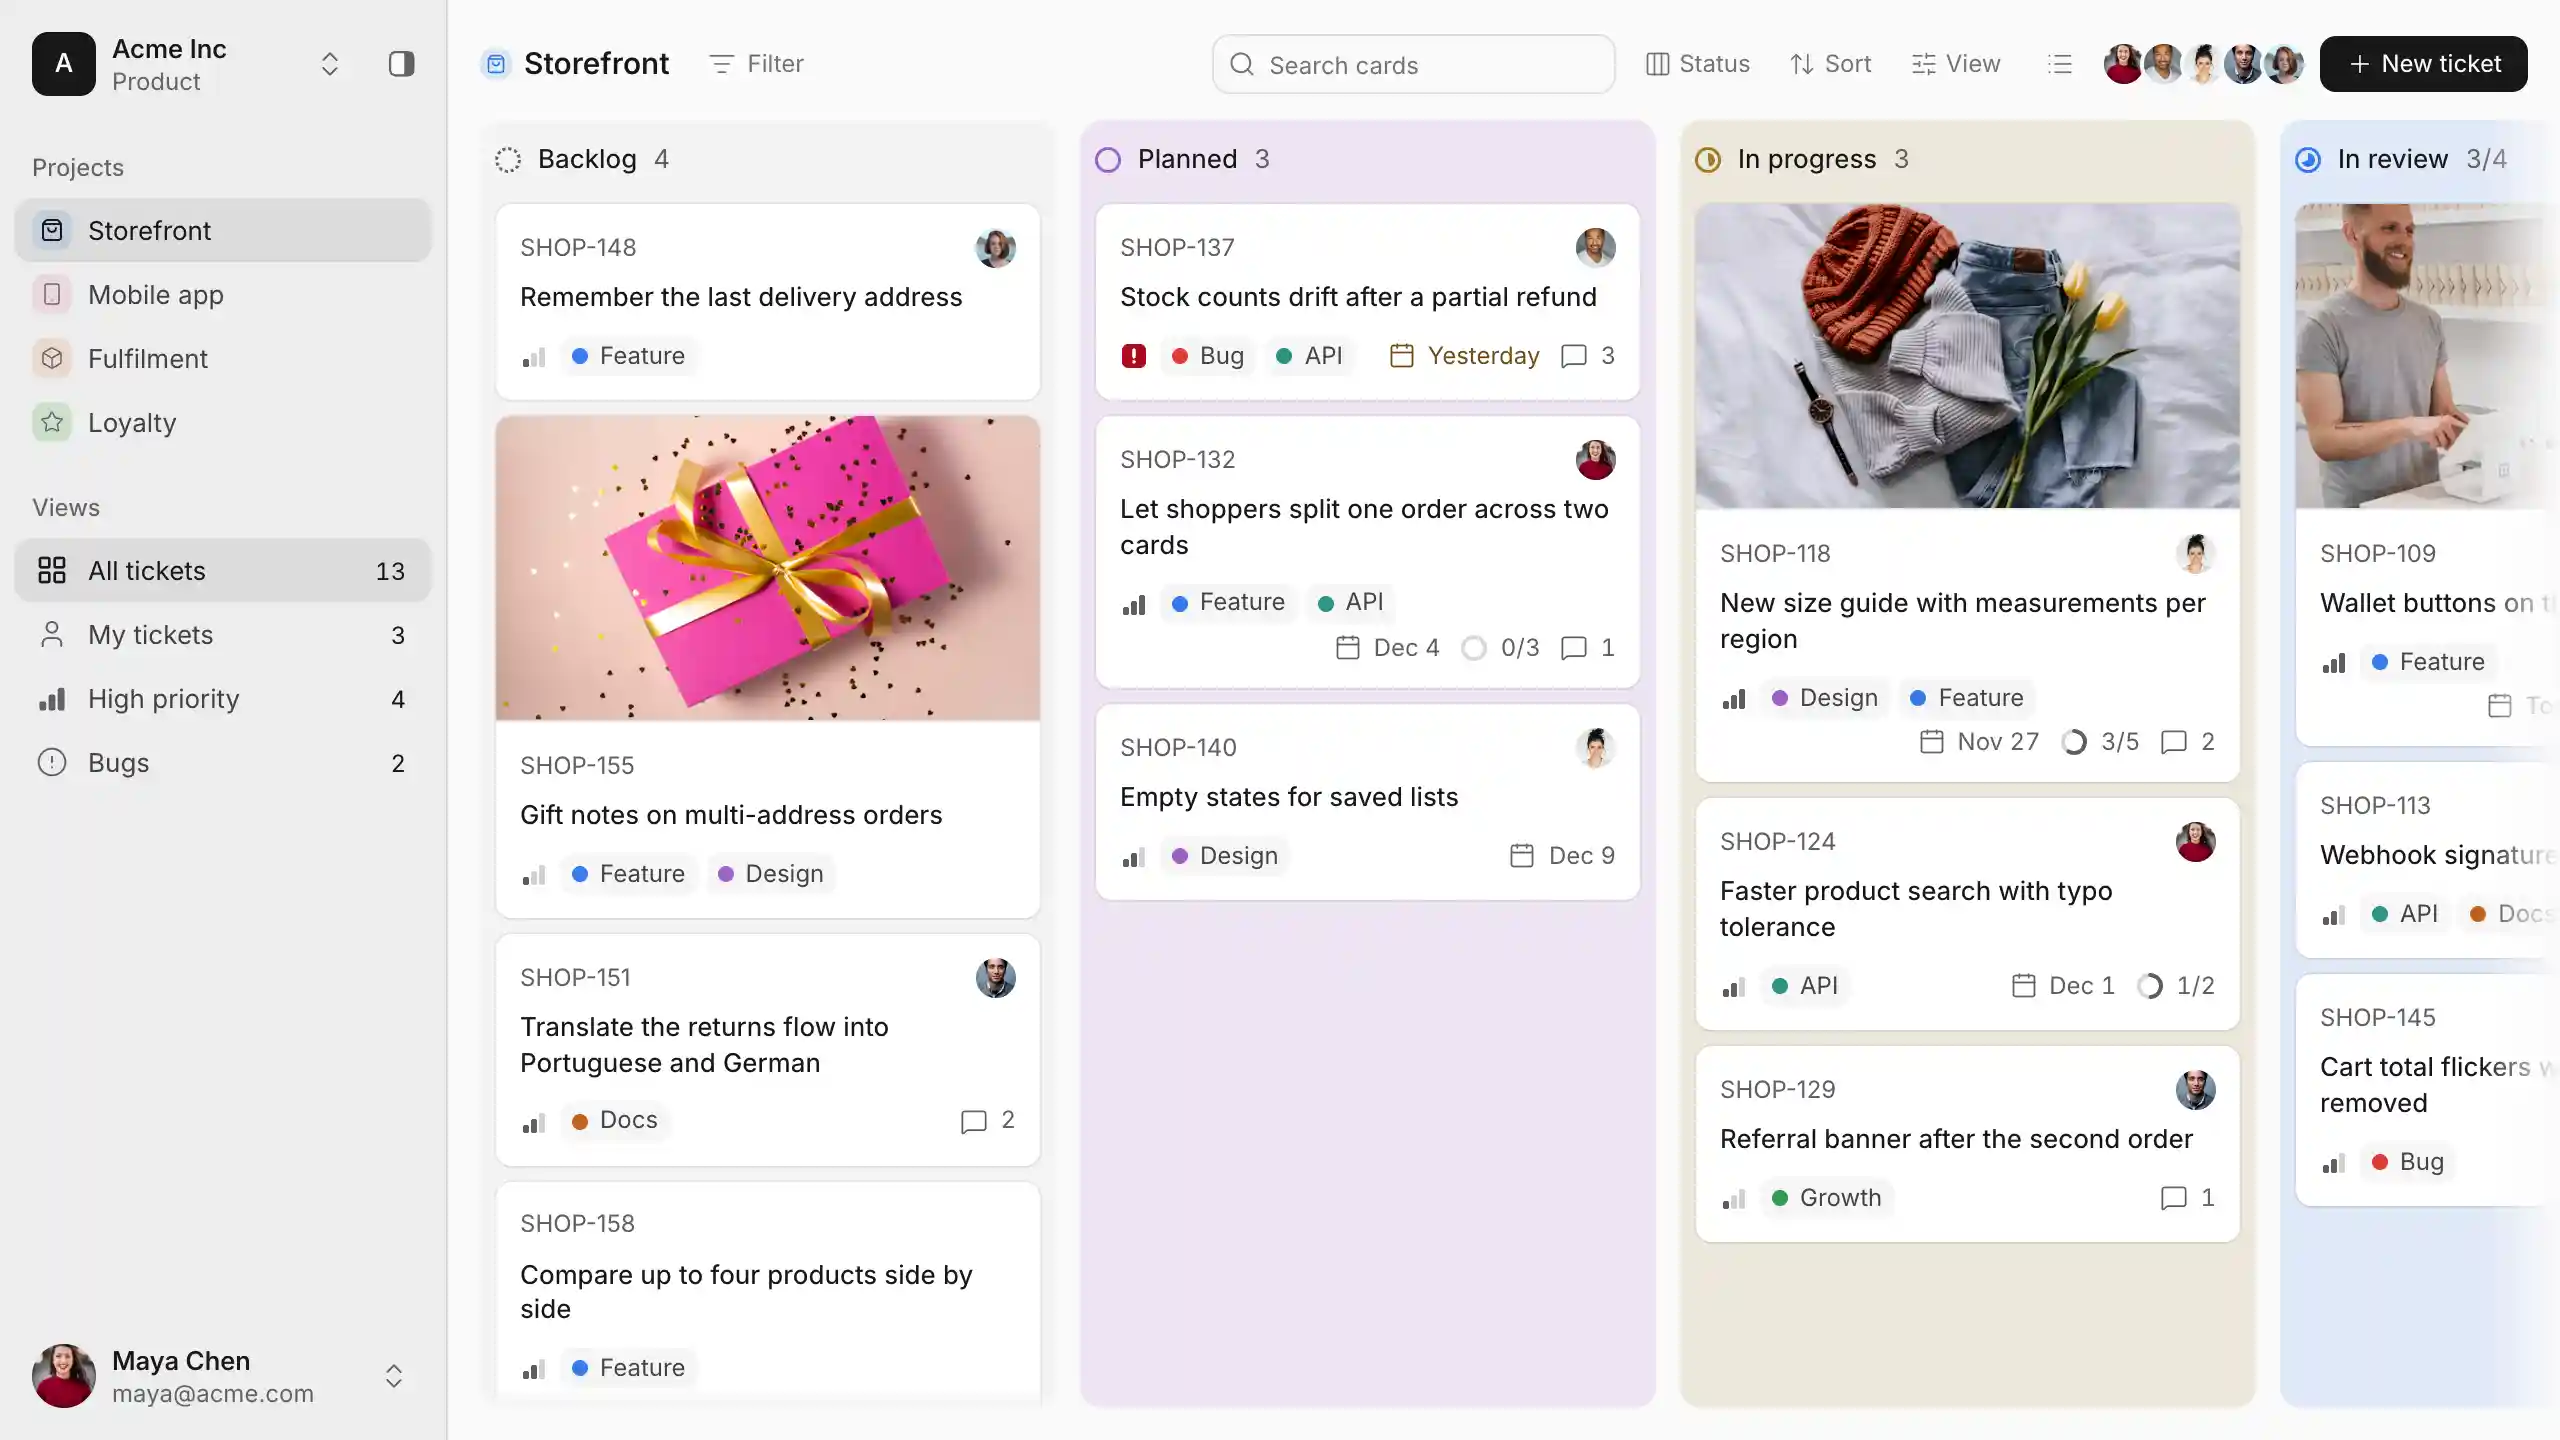 A
Acme Inc
Product
Projects
Storefront
Mobile app
Fulfilment
Loyalty
Views
All tickets 13
My tickets 3
High priority 4
Bugs 2
Maya Chen
maya@acme.com
Storefront
Filter
Search cards
Status
Sort
View
New ticket
Backlog 4
SHOP-148
Remember the last delivery address
Feature
SHOP-155
Gift notes on multi-address orders
Feature Design
SHOP-151
Translate the returns flow into
Portuguese and German
Docs 2
SHOP-158
Compare up to four products side by
side
Feature
Planned 3
SHOP-137
Stock counts drift after a partial refund
Bug API Yesterday 3
SHOP-132
Let shoppers split one order across two
cards
Feature API
Dec 4 0/3 1
SHOP-140
Empty states for saved lists
Design Dec 9
In progress 3
SHOP-118
New size guide with measurements per
region
Design Feature
Nov 27 3/5 2
SHOP-124
Faster product search with typo
tolerance
API Dec 1 1/2
SHOP-129
Referral banner after the second order
Growth 1
In review 3/4
SHOP-109
Wallet buttons on
Feature
SHOP-113
Webhook signature
API Docs
SHOP-145
Cart total flickers
removed
Bug